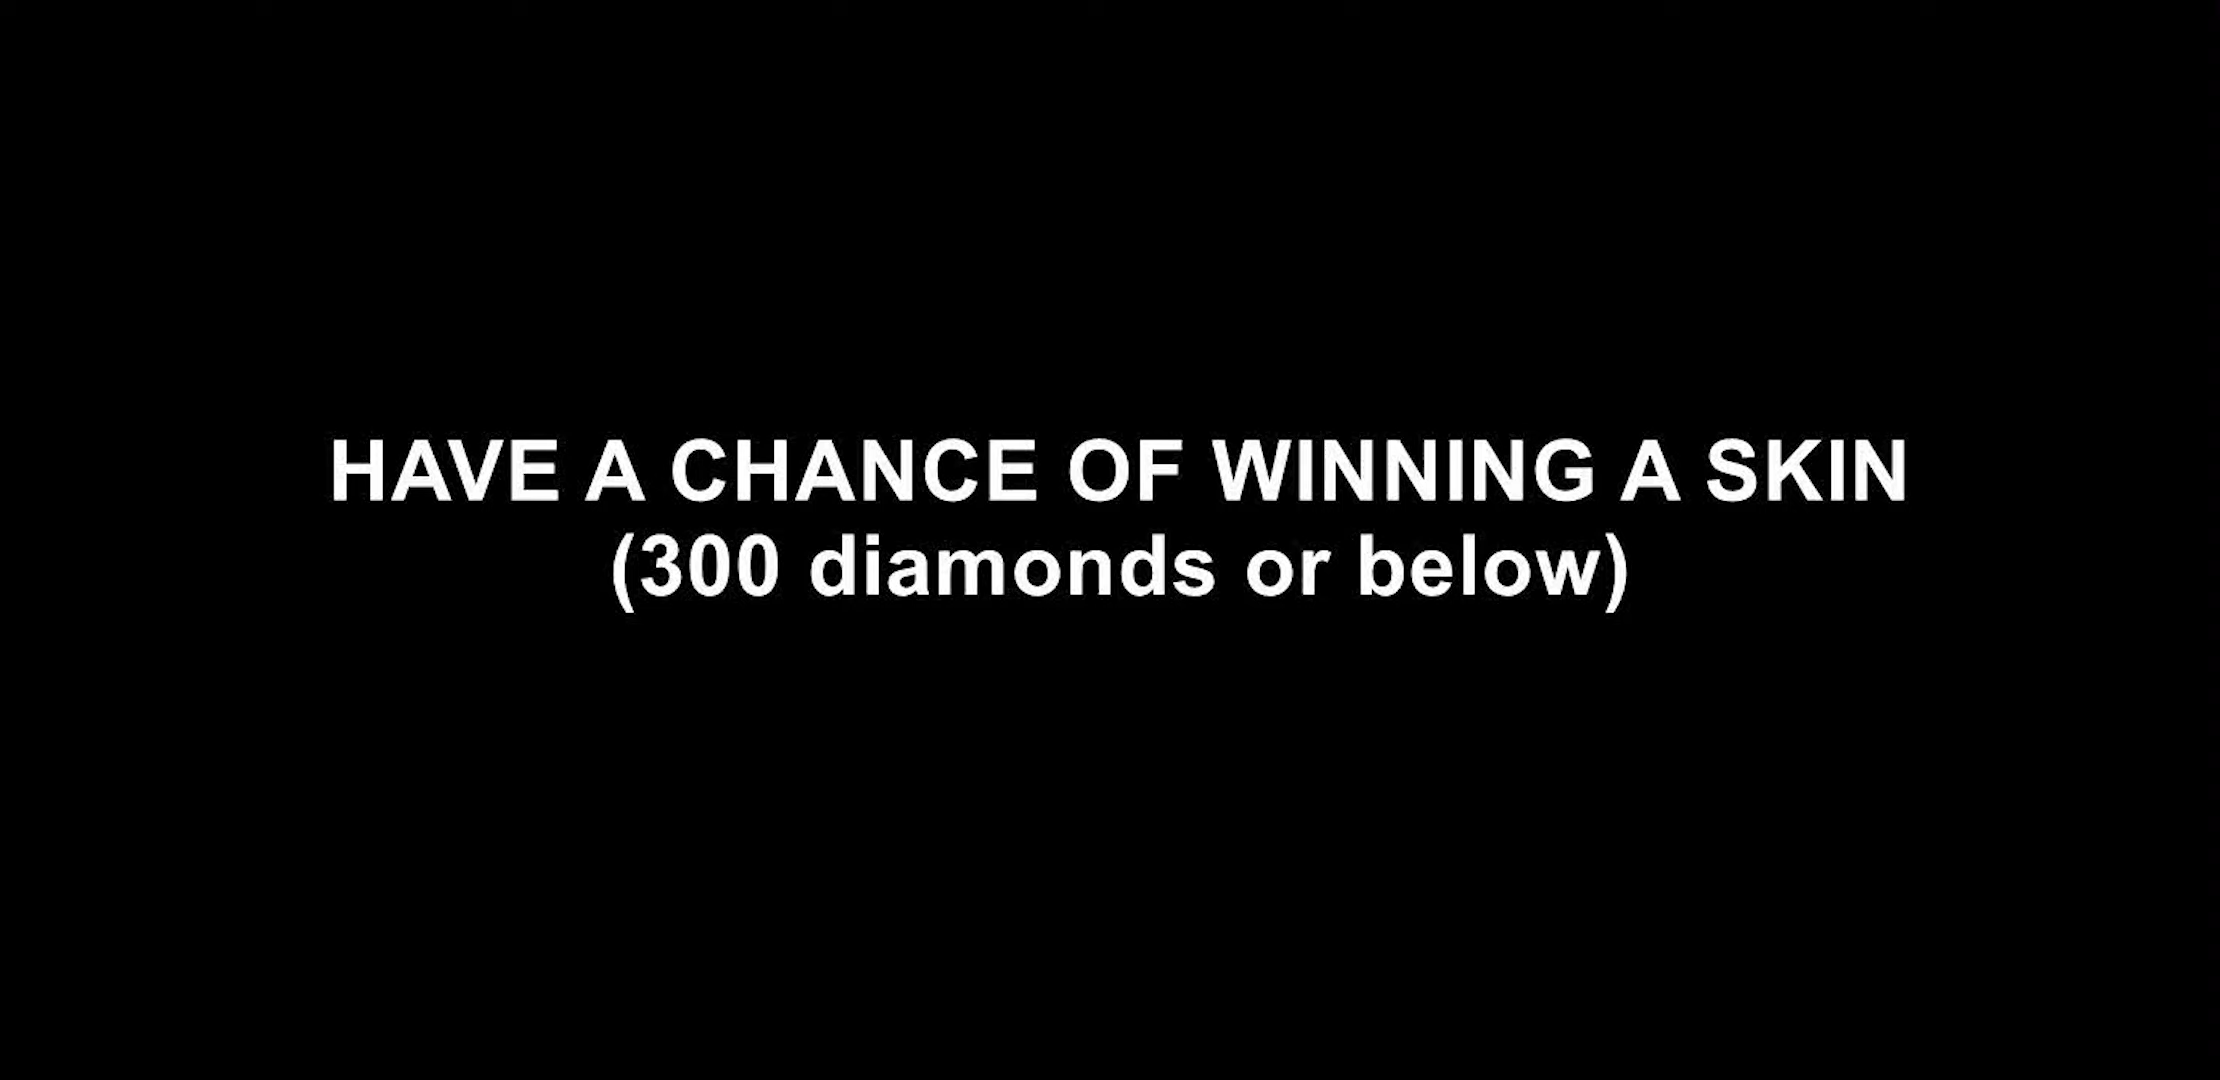 HAVE A CHANCE OF WINNING A SKIN
(300 diamonds or below)